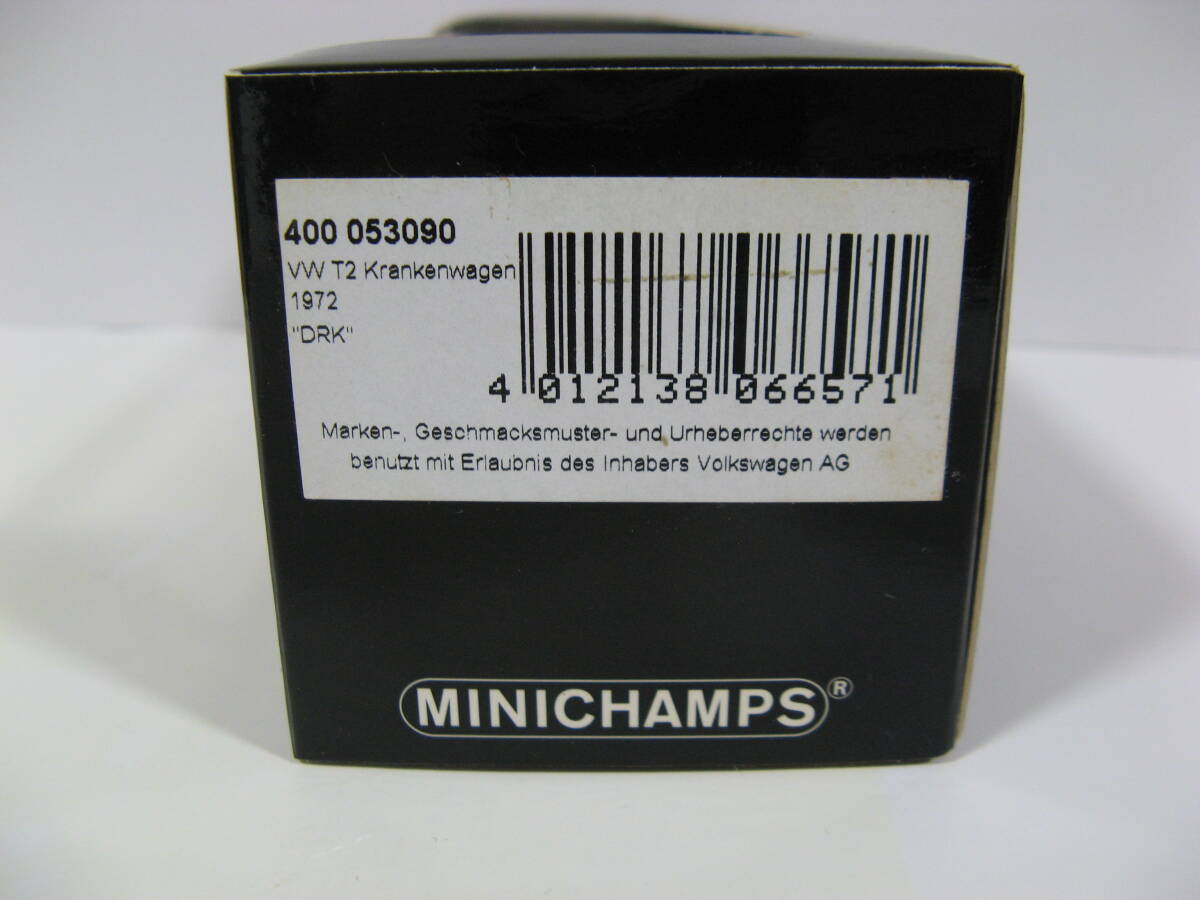 400 053090
VW T2 Krankenwagen
1972
"DRK"
4 012138 066571
Marken-, Geschmacksmuster- und Urheberrechte werden
benutzt mit Erlaubnis des Inhabers Volkswagen AG
MINICHAMPS®